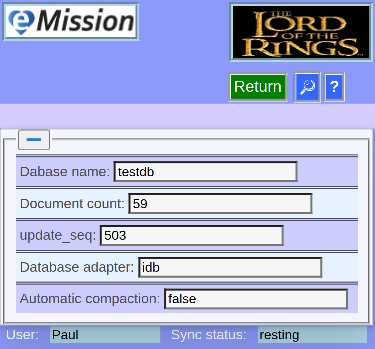 eMission
THE
LORD
OF THE
RINGS
Return ?
Dabase name: testdb
Document count: 59
update_seq: 503
Database adapter: idb
Automatic compaction: false
User: Paul Sync status: resting